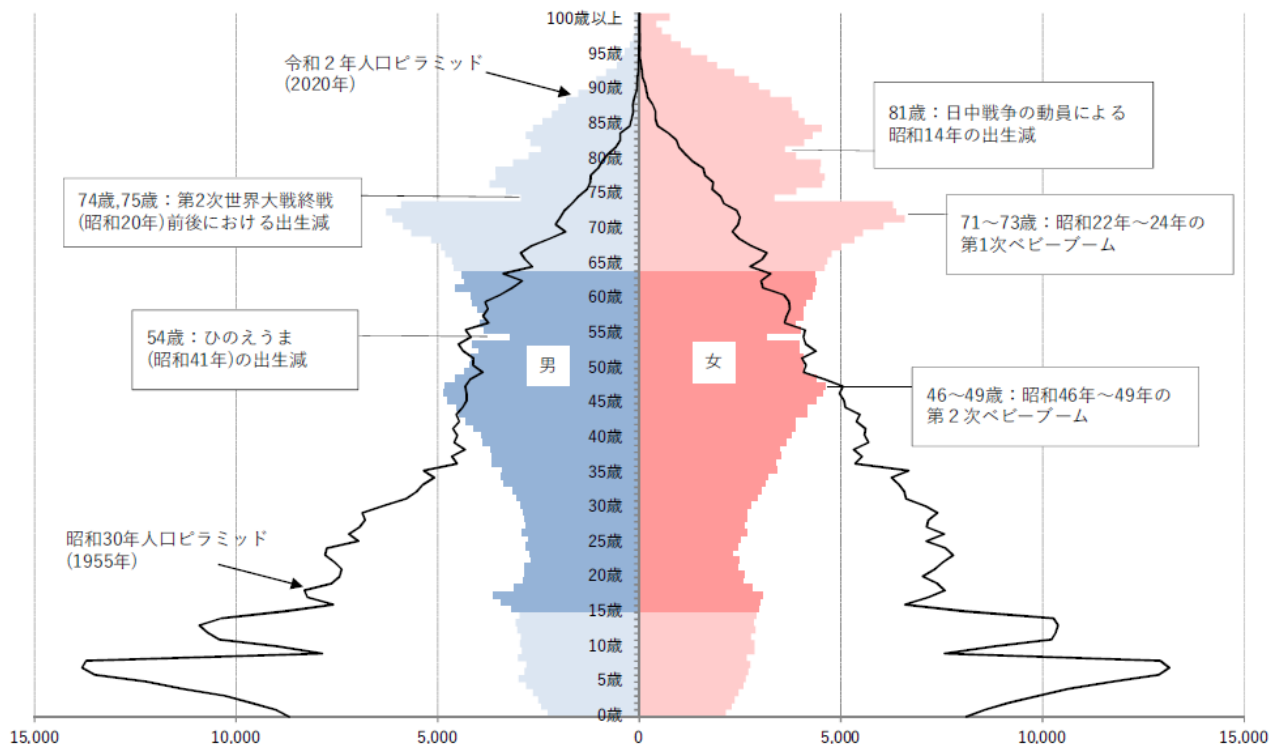 100歳以上
95歳
90歳
85歳
80歳
75歳
70歳
65歳
60歳
55歳
50歳
45歳
40歳
35歳
30歳
25歳
20歳
15歳
10歳
5歳
0歳
令和２年人口ピラミッド
(2020年)
81歳：日中戦争の動員による
昭和14年の出生減
74歳,75歳：第2次世界大戦終戦
(昭和20年)前後における出生減
71～73歳：昭和22年～24年の
第1次ベビーブーム
54歳：ひのえうま
(昭和41年)の出生減
男
女
46～49歳：昭和46年～49年の
第２次ベビーブーム
昭和30年人口ピラミッド
(1955年)
15,000
10,000
5,000
0
5,000
10,000
15,000